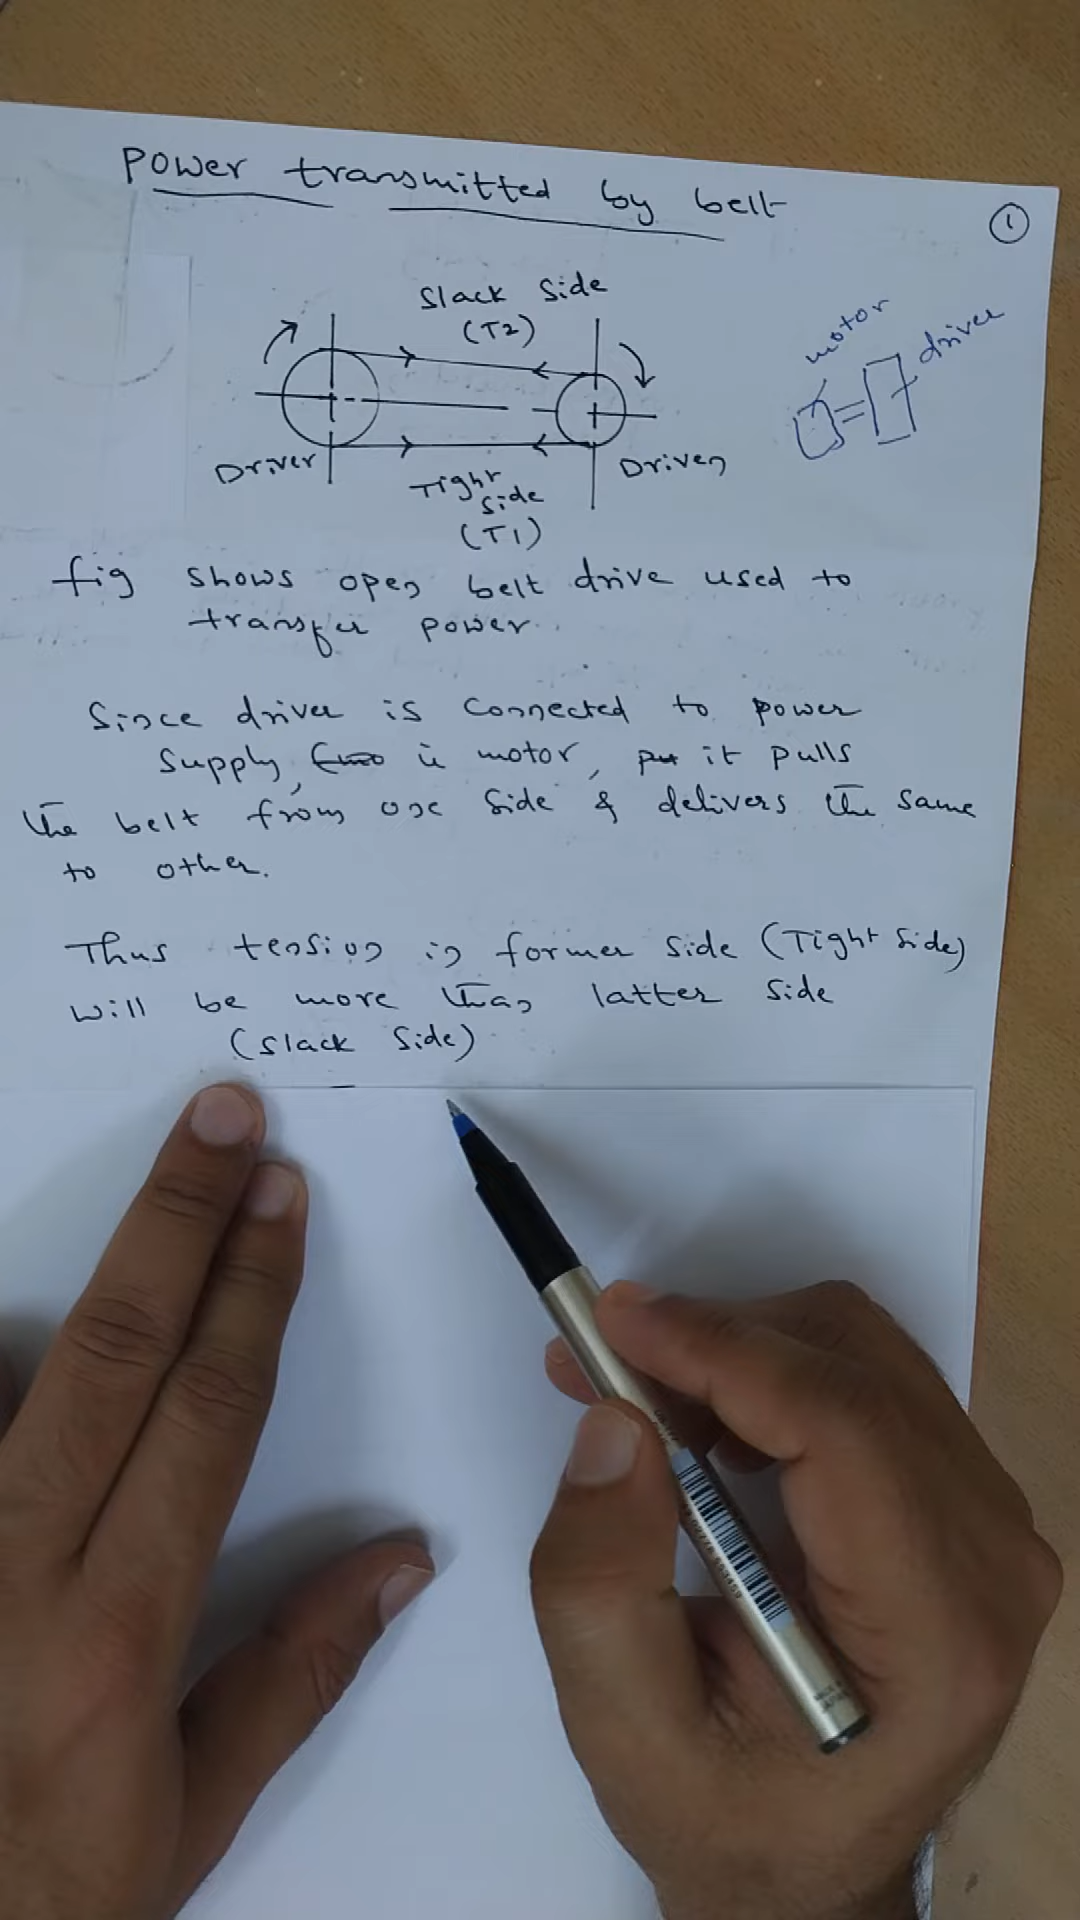 Power transmitted by belt
1
Slack Side
(T2)
motor
driver
Driver
Driven
Tight
Side
(T1)
fig shows open belt drive used to
transfer power.
Since driver is connected to power
Supply, ie motor, it pulls
the belt from one side & delivers the same
to other.
Thus tension in former side (Tight Side)
will be more than latter side
(Slack Side)